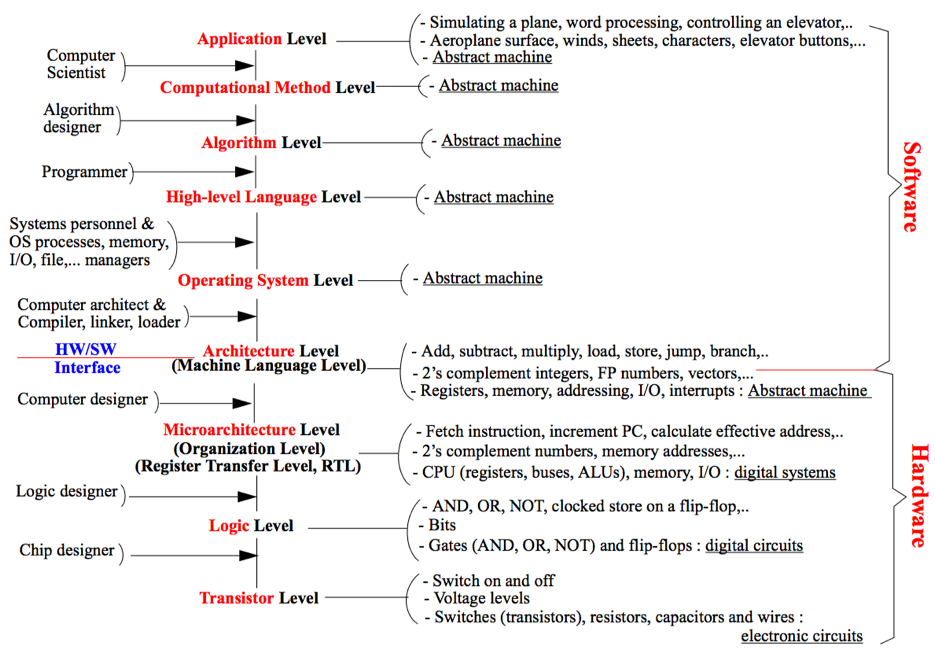 - Simulating a plane, word processing, controlling an elevator,..
Application Level
- Aeroplane surface, winds, sheets, characters, elevator buttons,...
- Abstract machine
Computer
Scientist
Computational Method Level
- Abstract machine
Algorithm
designer
Algorithm Level
- Abstract machine
Programmer
High-level Language Level
- Abstract machine
Systems personnel &
OS processes, memory,
I/O, file,... managers
Operating System Level
- Abstract machine
Computer architect &
Compiler, linker, loader
HW/SW
Interface
Architecture Level
(Machine Language Level)
- Add, subtract, multiply, load, store, jump, branch,..
- 2's complement integers, FP numbers, vectors,...
- Registers, memory, addressing, I/O, interrupts : Abstract machine
Computer designer
Microarchitecture Level
(Organization Level)
(Register Transfer Level, RTL)
- Fetch instruction, increment PC, calculate effective address,..
- 2's complement numbers, memory addresses,...
- CPU (registers, buses, ALUs), memory, I/O : digital systems
Logic designer
Logic Level
- AND, OR, NOT, clocked store on a flip-flop,..
- Bits
- Gates (AND, OR, NOT) and flip-flops : digital circuits
Chip designer
Transistor Level
- Switch on and off
- Voltage levels
- Switches (transistors), resistors, capacitors and wires :
electronic circuits
Software
Hardware